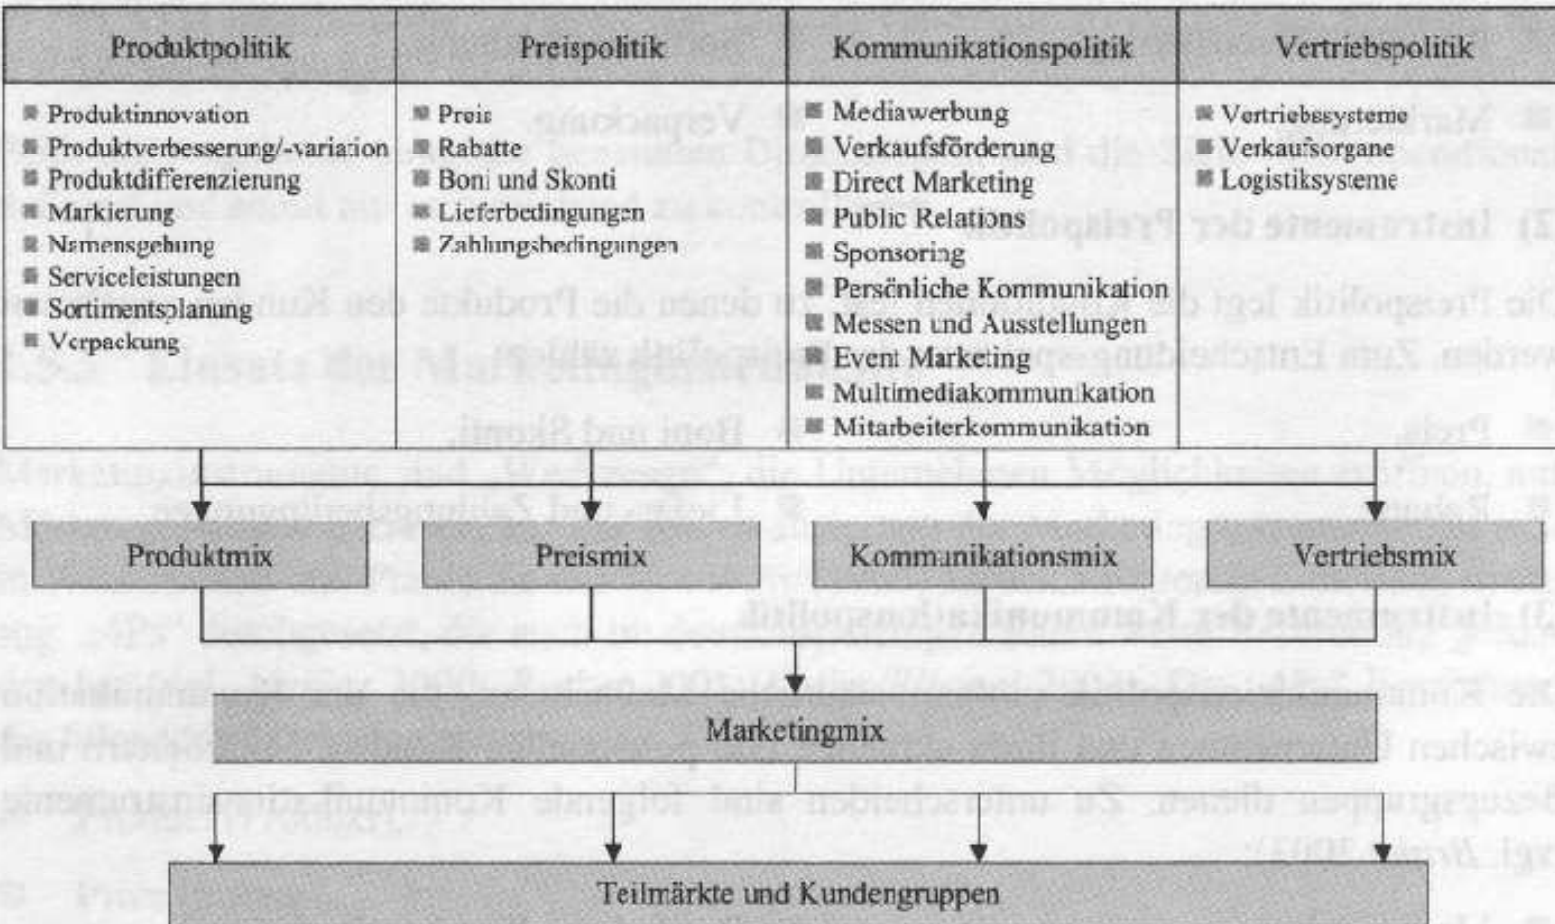 Produktpolitik
Preispolitik
Kommunikationspolitik
Vertriebspolitik
Produktinnovation
Produktverbesserung/-variation
Produktdifferenzierung
Markierung
Namensgebung
Serviceleistungen
Sortimentsplanung
Verpackung
Preis
Rabatte
Boni und Skonti
Lieferbedingungen
Zahlungsbedingungen
Mediawerbung
Verkaufsförderung
Direct Marketing
Public Relations
Sponsoring
Persönliche Kommunikation
Messen und Ausstellungen
Event Marketing
Multimediakommunikation
Mitarbeiterkommunikation
Vertriebssysteme
Verkaufsorgane
Logistiksysteme
Produktmix
Preismix
Kommunikationsmix
Vertriebsmix
Marketingmix
Teilmärkte und Kundengruppen